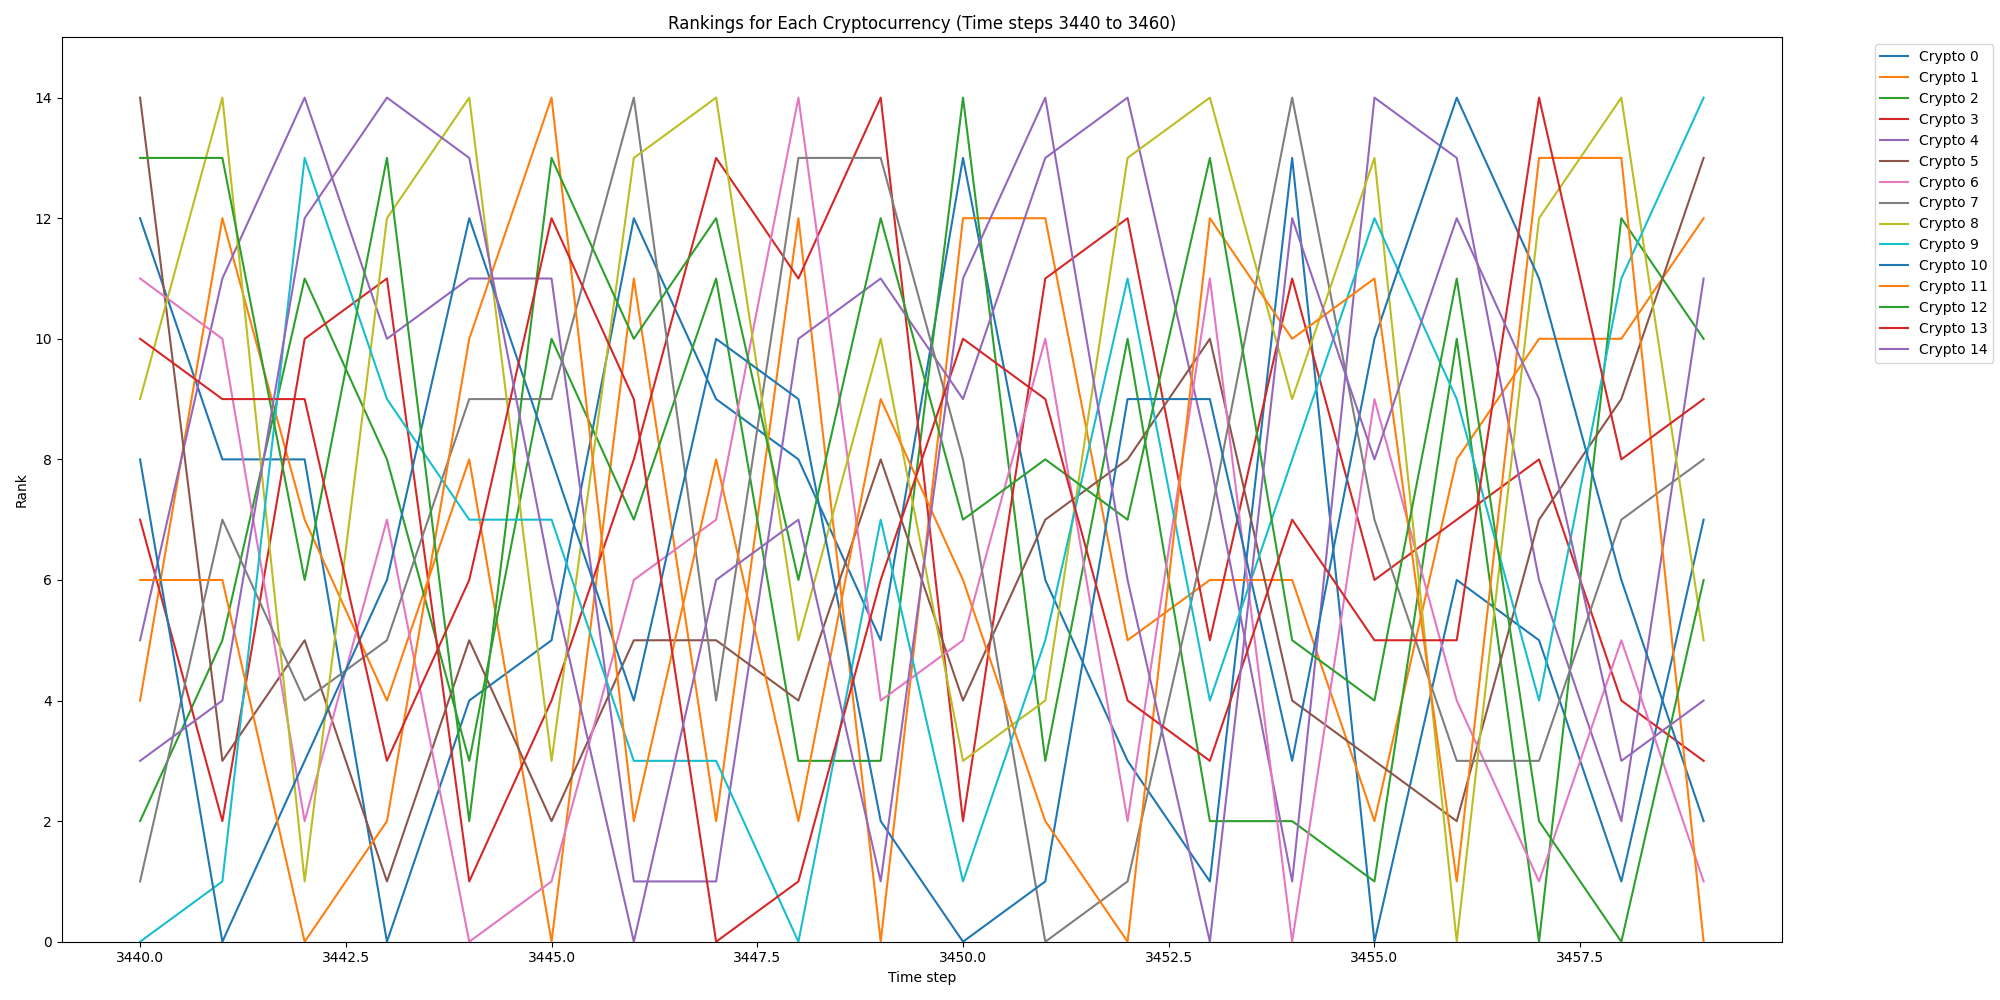 Rankings for Each Cryptocurrency (Time steps 3440 to 3460)
14
12
10
8
6
4
2
0
Rank
3440.0 3442.5 3445.0 3447.5 3450.0 3452.5 3455.0 3457.5
Time step
Crypto 0
Crypto 1
Crypto 2
Crypto 3
Crypto 4
Crypto 5
Crypto 6
Crypto 7
Crypto 8
Crypto 9
Crypto 10
Crypto 11
Crypto 12
Crypto 13
Crypto 14